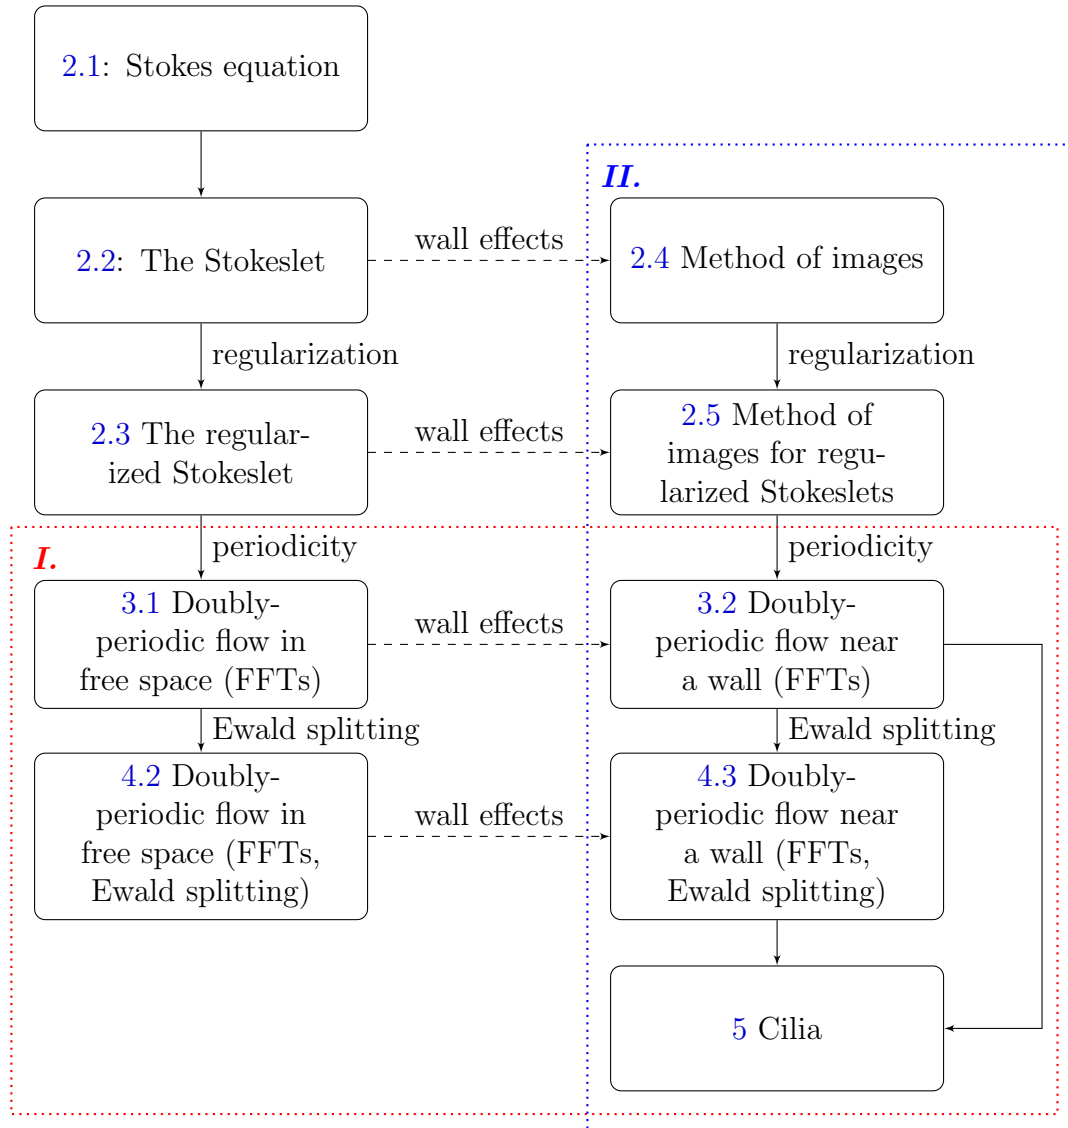 2.1: Stokes equation
II.
2.2: The Stokeslet
wall effects
2.4 Method of images
regularization
regularization
2.3 The regular-
ized Stokeslet
wall effects
2.5 Method of
images for regu-
larized Stokeslets
I.
periodicity
periodicity
3.1 Doubly-
periodic flow in
free space (FFTs)
wall effects
3.2 Doubly-
periodic flow near
a wall (FFTs)
Ewald splitting
Ewald splitting
4.2 Doubly-
periodic flow in
free space (FFTs,
Ewald splitting)
wall effects
4.3 Doubly-
periodic flow near
a wall (FFTs,
Ewald splitting)
5 Cilia